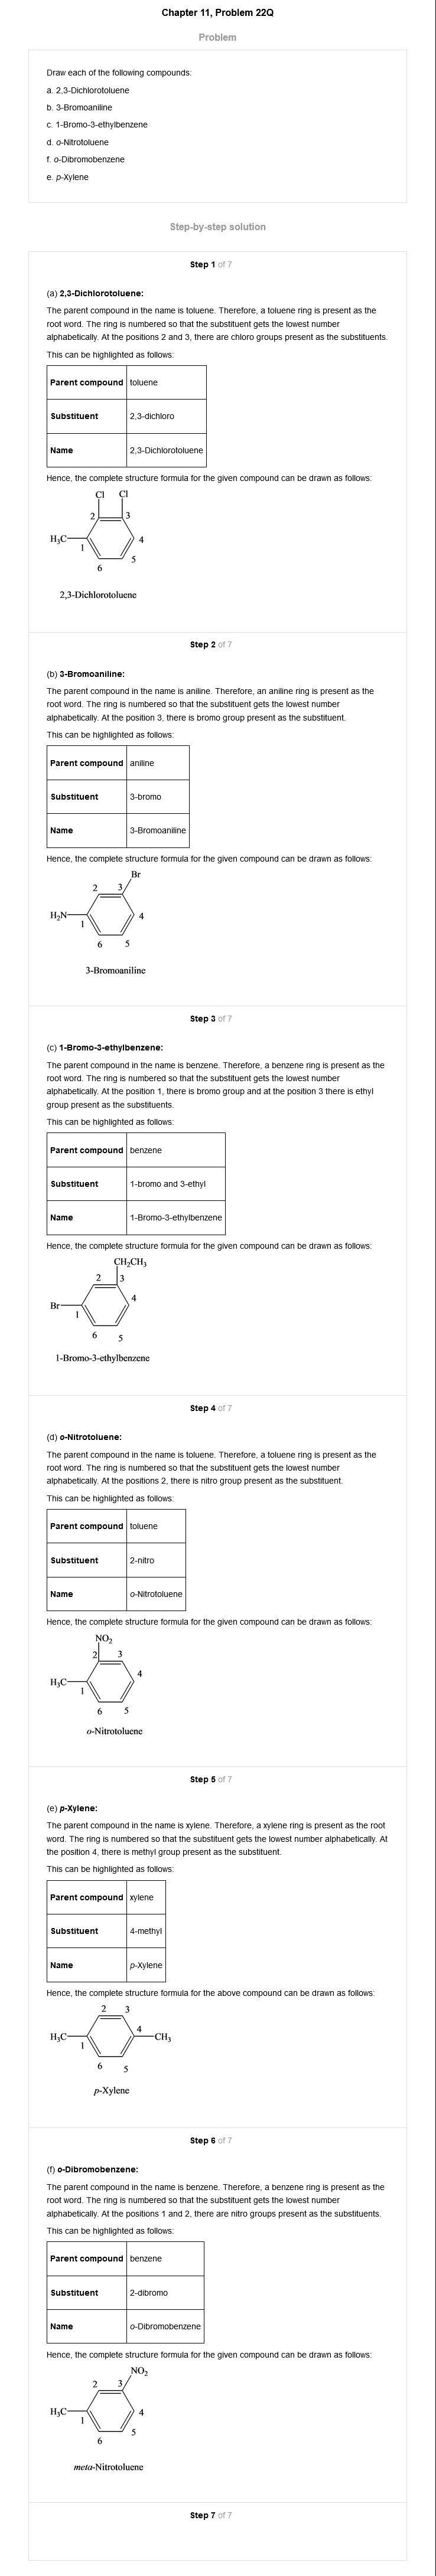 Chapter 11, Problem 22Q
Problem
Draw each of the following compounds:
a. 2,3-Dichlorotoluene
b. 3-Bromoaniline
c. 1-Bromo-3-ethylbenzene
d. o-Nitrotoluene
f. o-Dibromobenzene
e. p-Xylene
Step-by-step solution
Step 1 of 7
(a) 2,3-Dichlorotoluene:
The parent compound in the name is toluene. Therefore, a toluene ring is present as the
root word. The ring is numbered so that the substituent gets the lowest number
alphabetically. At the positions 2 and 3, there are chloro groups present as the substituents.
This can be highlighted as follows:
Parent compound toluene
Substituent 2,3-dichloro
Name 2,3-Dichlorotoluene
Hence, the complete structure formula for the given compound can be drawn as follows:
Cl Cl
2 3
H₃C 4
1
5
6
2,3-Dichlorotoluene
Step 2 of 7
(b) 3-Bromoaniline:
The parent compound in the name is aniline. Therefore, an aniline ring is present as the
root word. The ring is numbered so that the substituent gets the lowest number
alphabetically. At the position 3, there is bromo group present as the substituent.
This can be highlighted as follows:
Parent compound aniline
Substituent 3-bromo
Name 3-Bromoaniline
Hence, the complete structure formula for the given compound can be drawn as follows:
Br
2 3
H₂N 4
1
6 5
3-Bromoaniline
Step 3 of 7
(c) 1-Bromo-3-ethylbenzene:
The parent compound in the name is benzene. Therefore, a benzene ring is present as the
root word. The ring is numbered so that the substituent gets the lowest number
alphabetically. At the position 1, there is bromo group and at the position 3 there is ethyl
group present as the substituents.
This can be highlighted as follows:
Parent compound benzene
Substituent 1-bromo and 3-ethyl
Name 1-Bromo-3-ethylbenzene
Hence, the complete structure formula for the given compound can be drawn as follows:
CH₂CH₃
2 3
4
Br
1
6 5
1-Bromo-3-ethylbenzene
Step 4 of 7
(d) o-Nitrotoluene:
The parent compound in the name is toluene. Therefore, a toluene ring is present as the
root word. The ring is numbered so that the substituent gets the lowest number
alphabetically. At the positions 2, there is nitro group present as the substituent.
This can be highlighted as follows:
Parent compound toluene
Substituent 2-nitro
Name o-Nitrotoluene
Hence, the complete structure formula for the given compound can be drawn as follows:
NO₂
2 3
4
H₃C
1
6 5
o-Nitrotoluene
Step 5 of 7
(e) p-Xylene:
The parent compound in the name is xylene. Therefore, a xylene ring is present as the root
word. The ring is numbered so that the substituent gets the lowest number alphabetically. At
the position 4, there is methyl group present as the substituent.
This can be highlighted as follows:
Parent compound xylene
Substituent 4-methyl
Name p-Xylene
Hence, the complete structure formula for the above compound can be drawn as follows:
2 3
4
H₃C CH₃
1
6 5
p-Xylene
Step 6 of 7
(f) o-Dibromobenzene:
The parent compound in the name is benzene. Therefore, a benzene ring is present as the
root word. The ring is numbered so that the substituent gets the lowest number
alphabetically. At the positions 1 and 2, there are nitro groups present as the substituents.
This can be highlighted as follows:
Parent compound benzene
Substituent 2-dibromo
Name o-Dibromobenzene
Hence, the complete structure formula for the given compound can be drawn as follows:
NO₂
2 3
H₃C 4
1
5
6
meta-Nitrotoluene
Step 7 of 7